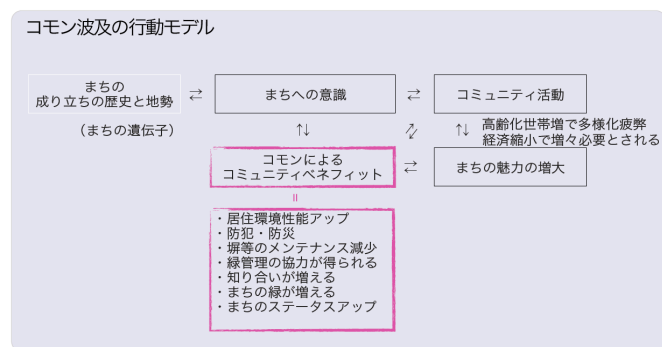 コモン波及の行動モデル
まちの
成り立ちの歴史と地勢
⇄
まちへの意識
⇄
コミュニティ活動
（まちの遺伝子）
↑↓
↑↓
高齢化世帯増で多様化疲弊
経済縮小で増々必要とされる
コモンによる
コミュニティベネフィット
⇄
まちの魅力の増大
=
・居住環境性能アップ
・防犯・防災
・塀等のメンテナンス減少
・緑管理の協力が得られる
・知り合いが増える
・まちの緑が増える
・まちのステータスアップ